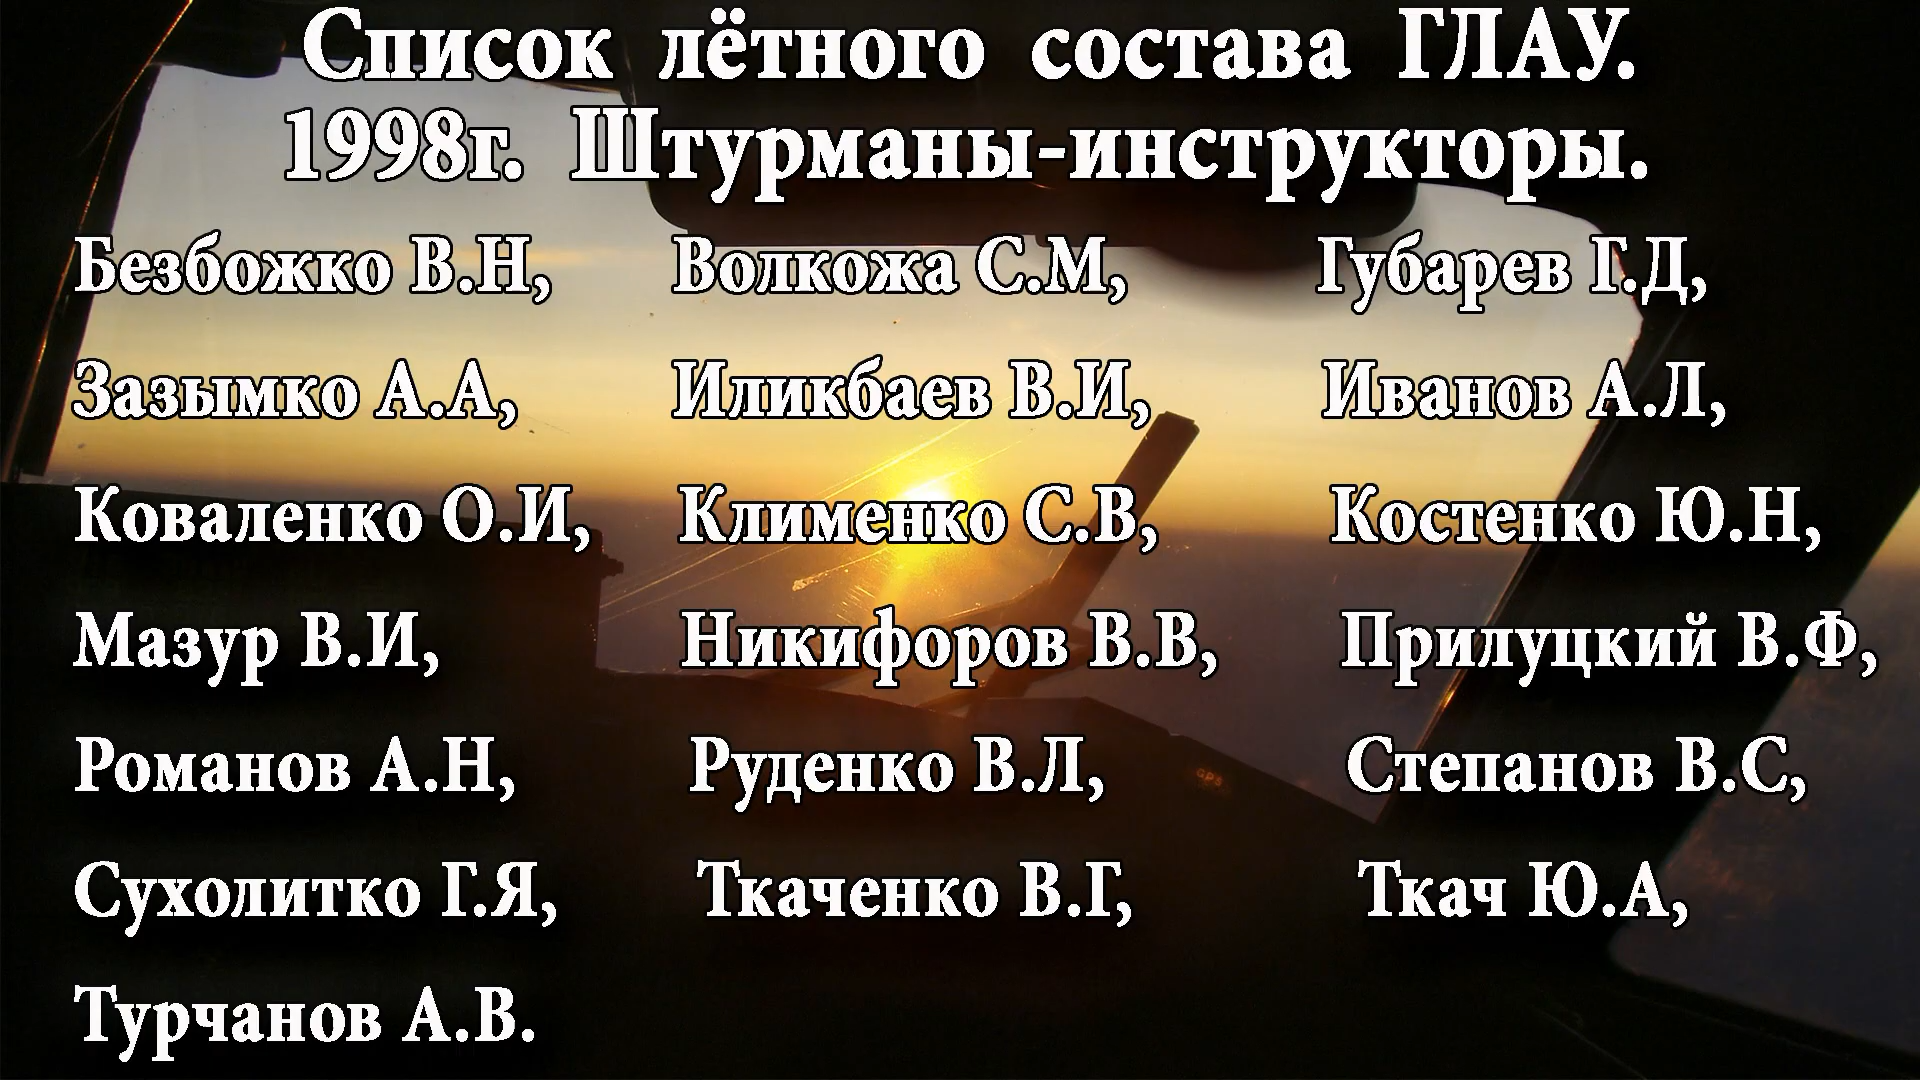 Список лётного состава ГЛАУ.
1998г. Штурманы-инструкторы.
Безбожко В.Н, Волкожа С.М, Губарев Г.Д,
Зазымко А.А, Иликбаев В.И, Иванов А.Л,
Коваленко О.И, Клименко С.В, Костенко Ю.Н,
Мазур В.И, Никифоров В.В, Прилуцкий В.Ф,
Романов А.Н, Руденко В.Л, Степанов В.С,
GPS
Сухолитко Г.Я, Ткаченко В.Г, Ткач Ю.А,
Турчанов А.В.